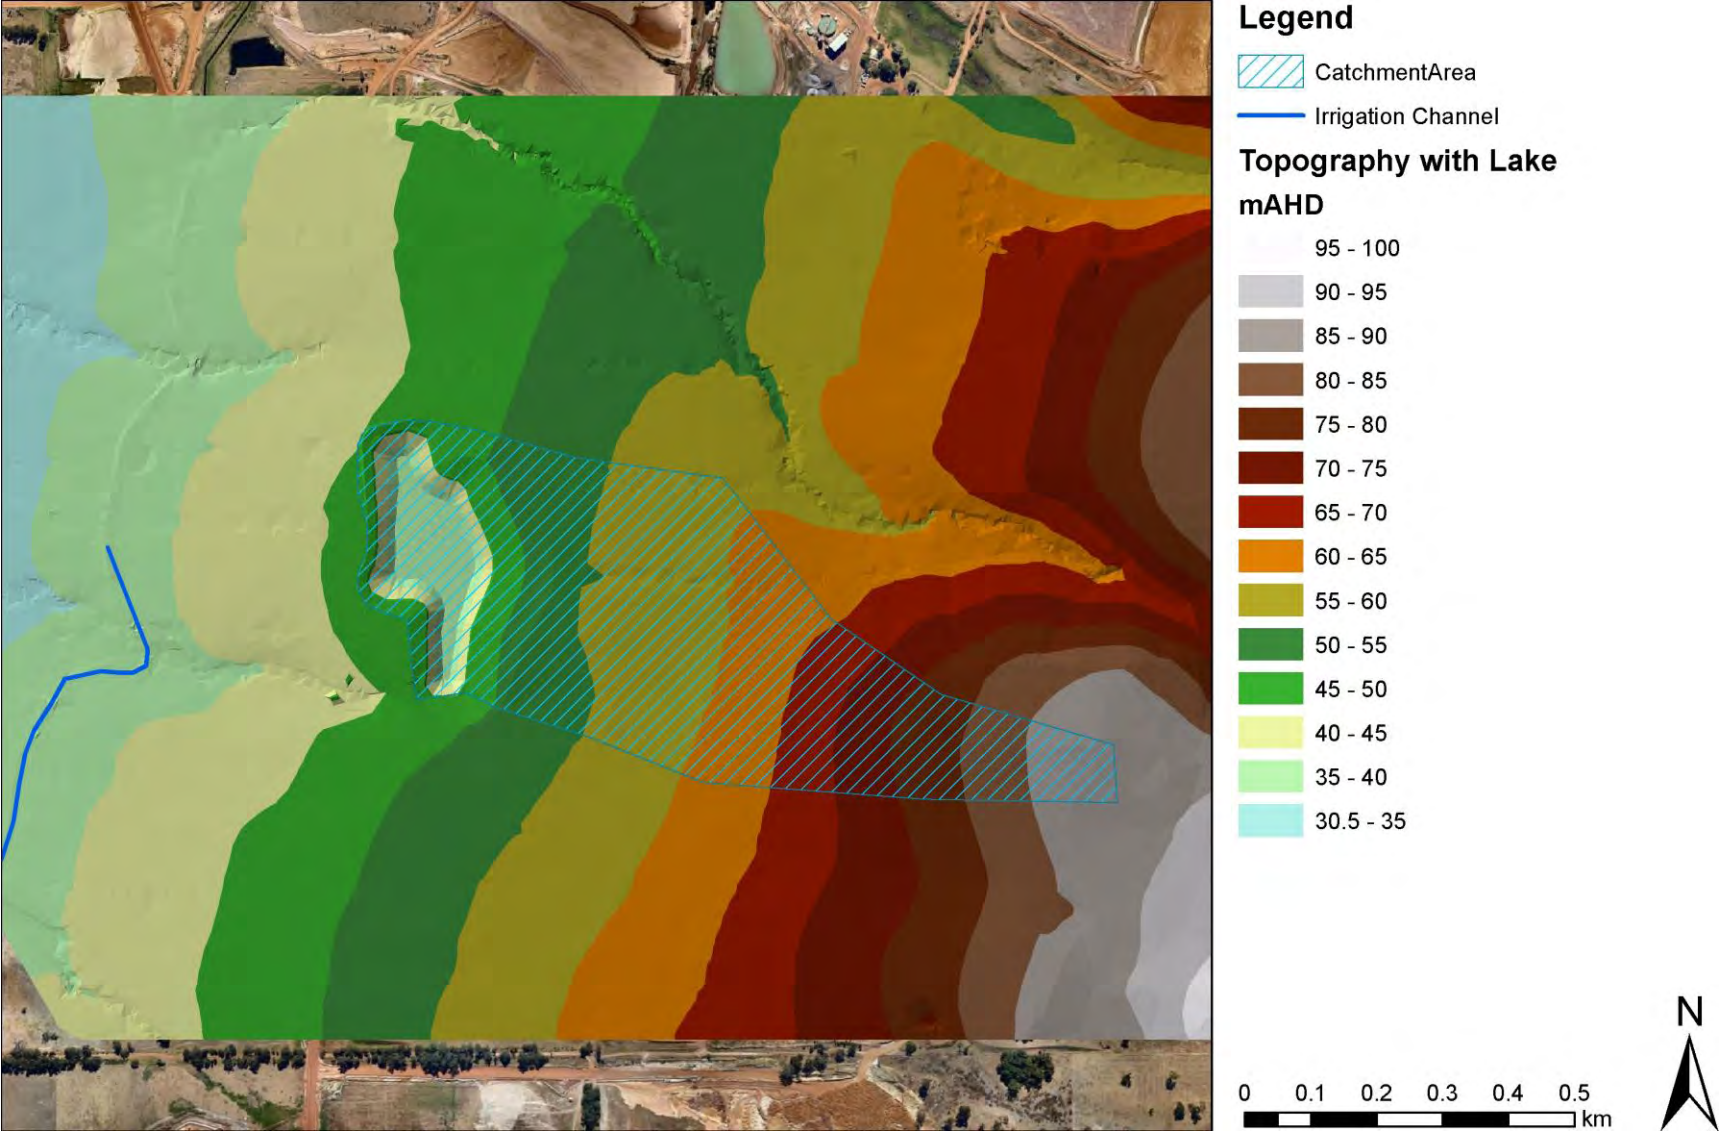 Legend
CatchmentArea
Irrigation Channel
Topography with Lake
mAHD
95 - 100
90 - 95
85 - 90
80 - 85
75 - 80
70 - 75
65 - 70
60 - 65
55 - 60
50 - 55
45 - 50
40 - 45
35 - 40
30.5 - 35
N
0 0.1 0.2 0.3 0.4 0.5
km